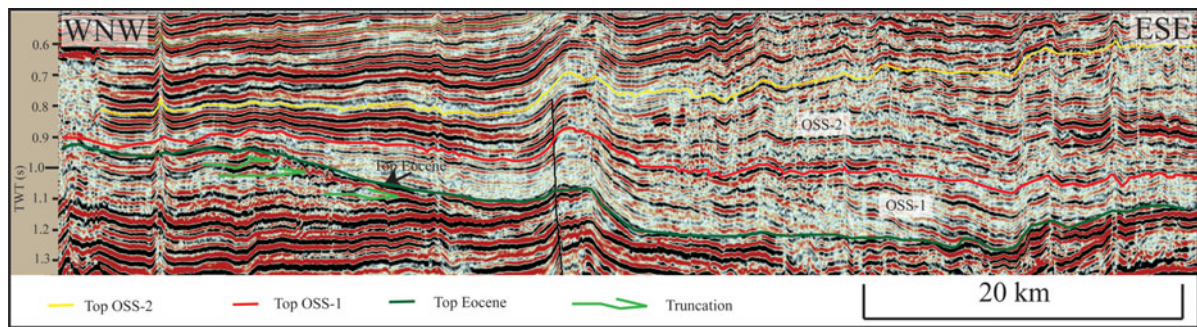 WNW ESE
0.6
0.7
0.8
0.9
1.0
1.1
1.2
1.3
TWT (s)
OSS-2
Top Eocene
OSS-1
Top OSS-2 Top OSS-1 Top Eocene Truncation 20 km